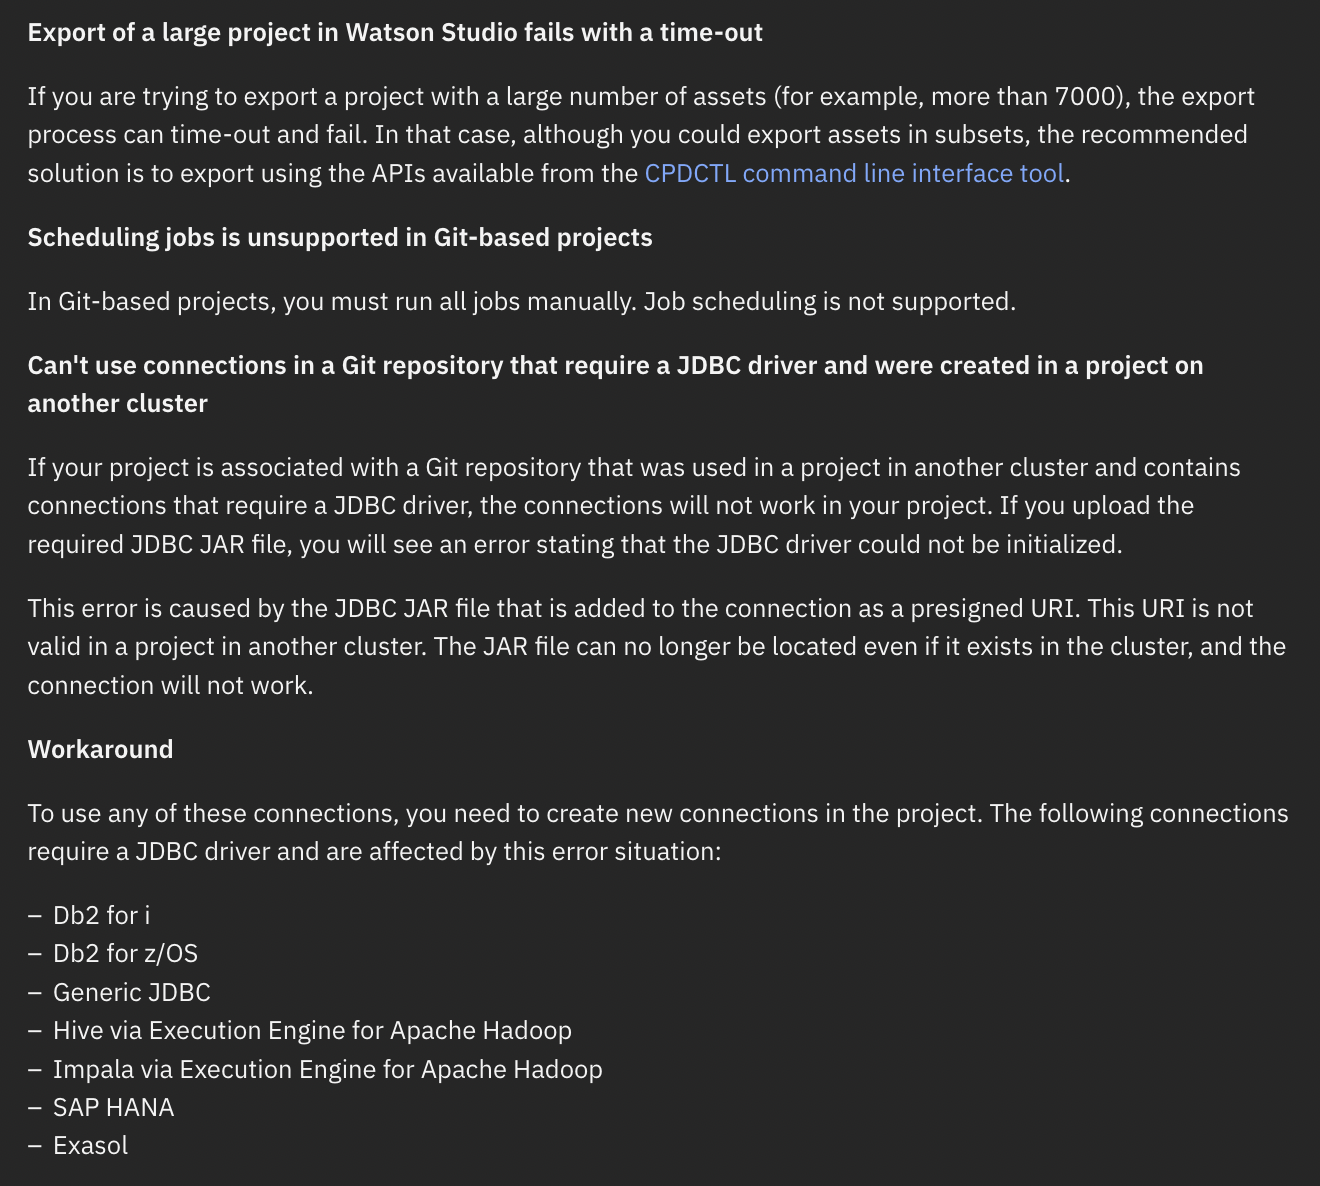 Export of a large project in Watson Studio fails with a time-out
If you are trying to export a project with a large number of assets (for example, more than 7000), the export
process can time-out and fail. In that case, although you could export assets in subsets, the recommended
solution is to export using the APIs available from the CPDCTL command line interface tool.
Scheduling jobs is unsupported in Git-based projects
In Git-based projects, you must run all jobs manually. Job scheduling is not supported.
Can't use connections in a Git repository that require a JDBC driver and were created in a project on
another cluster
If your project is associated with a Git repository that was used in a project in another cluster and contains
connections that require a JDBC driver, the connections will not work in your project. If you upload the
required JDBC JAR file, you will see an error stating that the JDBC driver could not be initialized.
This error is caused by the JDBC JAR file that is added to the connection as a presigned URI. This URI is not
valid in a project in another cluster. The JAR file can no longer be located even if it exists in the cluster, and the
connection will not work.
Workaround
To use any of these connections, you need to create new connections in the project. The following connections
require a JDBC driver and are affected by this error situation:
– Db2 for i
– Db2 for z/OS
– Generic JDBC
– Hive via Execution Engine for Apache Hadoop
– Impala via Execution Engine for Apache Hadoop
– SAP HANA
– Exasol